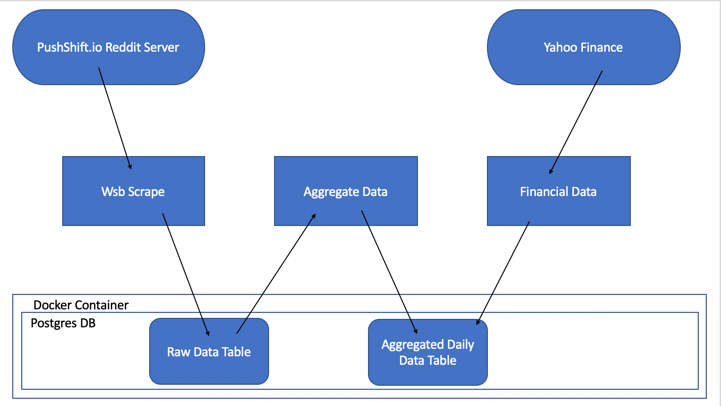 PushShift.io Reddit Server
Yahoo Finance
Wsb Scrape
Aggregate Data
Financial Data
Docker Container
Postgres DB
Raw Data Table
Aggregated Daily
Data Table